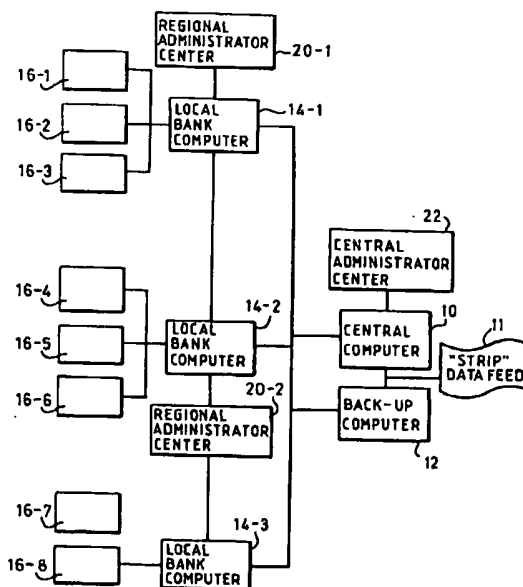 REGIONAL
ADMINISTRATOR
CENTER
20-1
16-1
16-2
16-3
LOCAL
BANK
COMPUTER
14-1
22
CENTRAL
ADMINISTRATOR
CENTER
16-4
16-5
16-6
LOCAL
BANK
COMPUTER
14-2
CENTRAL
COMPUTER
10
11
"STRIP"
DATA FEED
20-2
REGIONAL
ADMINISTRATOR
CENTER
BACK-UP
COMPUTER
12
16-7
16-8
14-3
LOCAL
BANK
COMPUTER